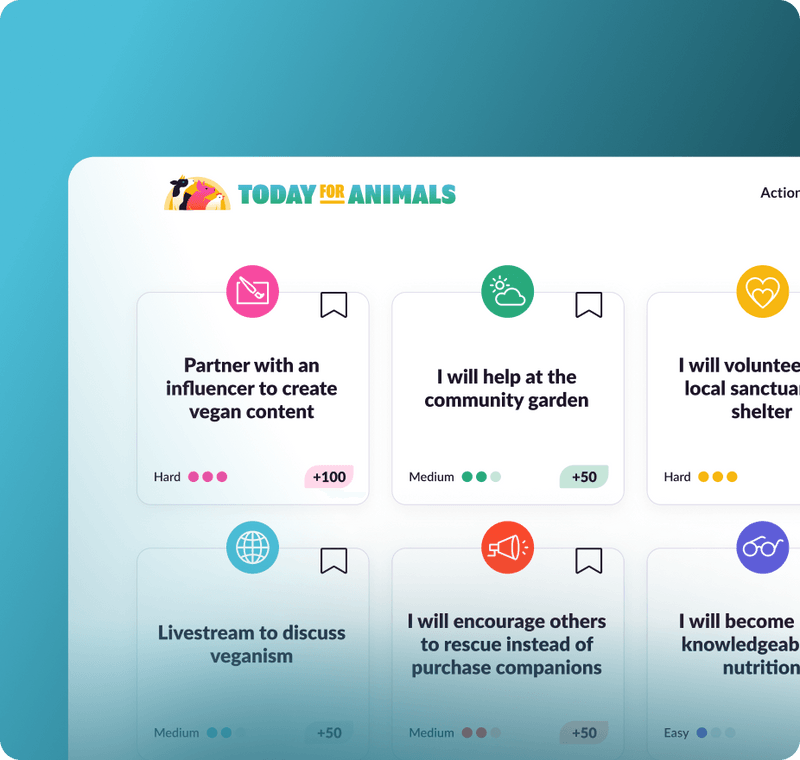 TODAY FOR ANIMALS
Action
Partner with an
influencer to create
vegan content
Hard
+100
I will help at the
community garden
Medium
+50
I will voluntee
local sanctua
shelter
Hard
Livestream to discuss
veganism
Medium
+50
I will encourage others
to rescue instead of
purchase companions
Medium
+50
I will become
knowledgeab
nutrition
Easy